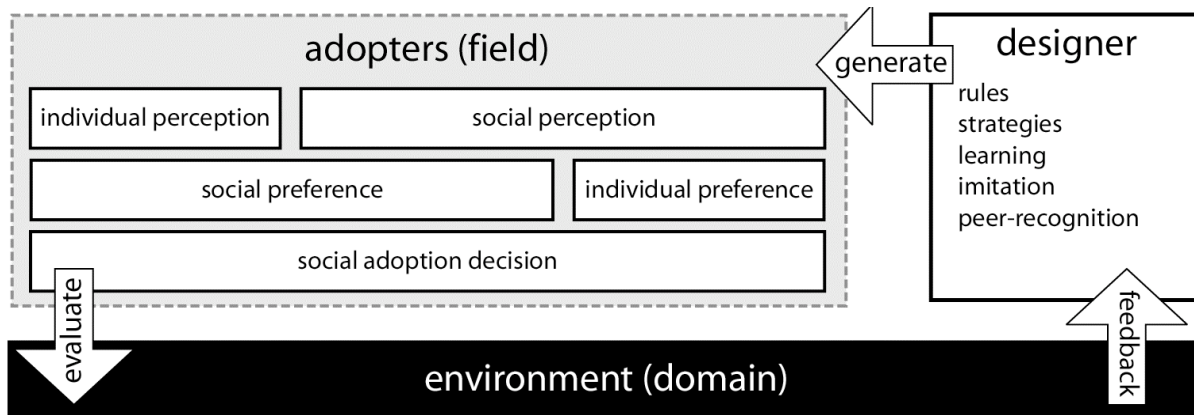 adopters (field)
individual perception
social perception
social preference
individual preference
social adoption decision
generate
designer
rules
strategies
learning
imitation
peer-recognition
evaluate
feedback
environment (domain)